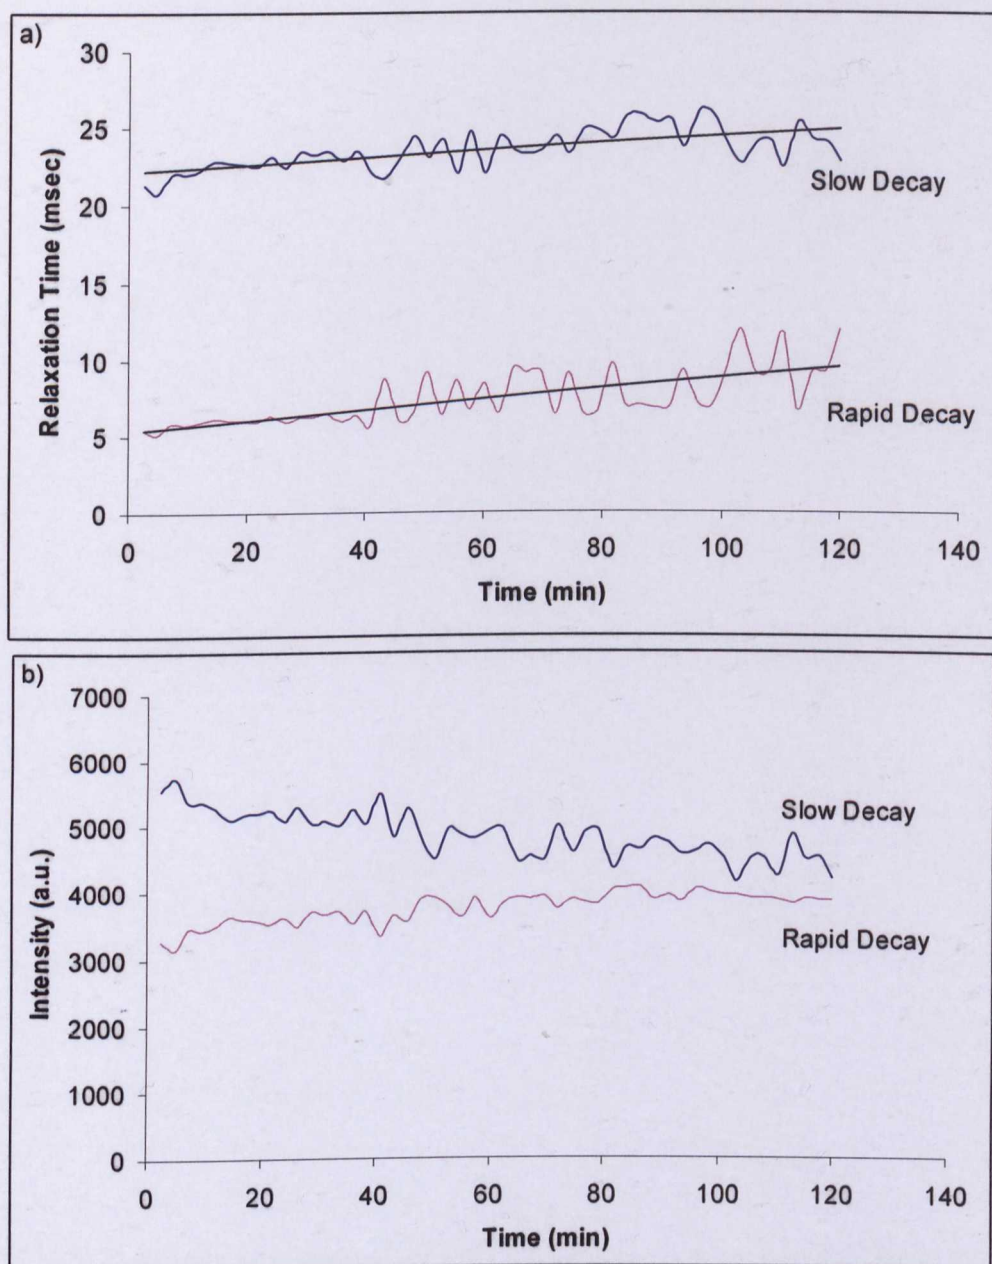 a)
30
25
20
15
10
5
0
Relaxation Time (msec)
Slow Decay
Rapid Decay
0 20 40 60 80 100 120 140
Time (min)
b)
7000
6000
5000
4000
3000
2000
1000
0
Intensity (a.u.)
Slow Decay
Rapid Decay
0 20 40 60 80 100 120 140
Time (min)